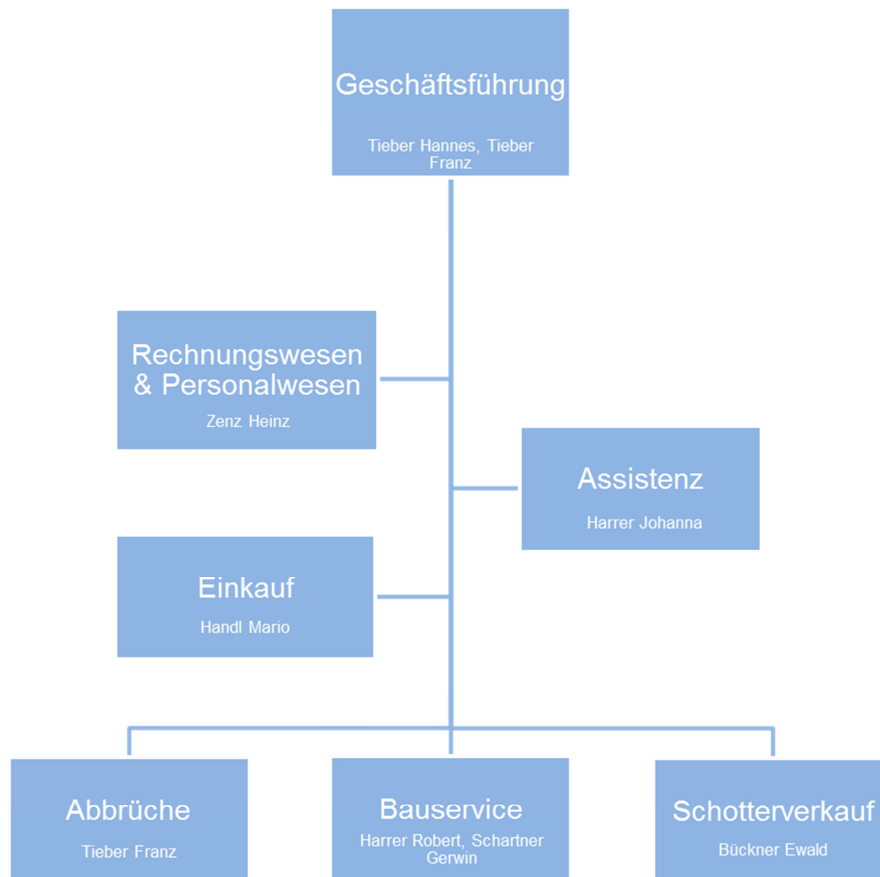 Geschäftsführung
Tieber Hannes, Tieber
Franz
Rechnungswesen
& Personalwesen
Zenz Heinz
Assistenz
Harrer Johanna
Einkauf
Handl Mario
Abbrüche
Tieber Franz
Bauservice
Harrer Robert, Schartner
Gerwin
Schotterverkauf
Bückner Ewald